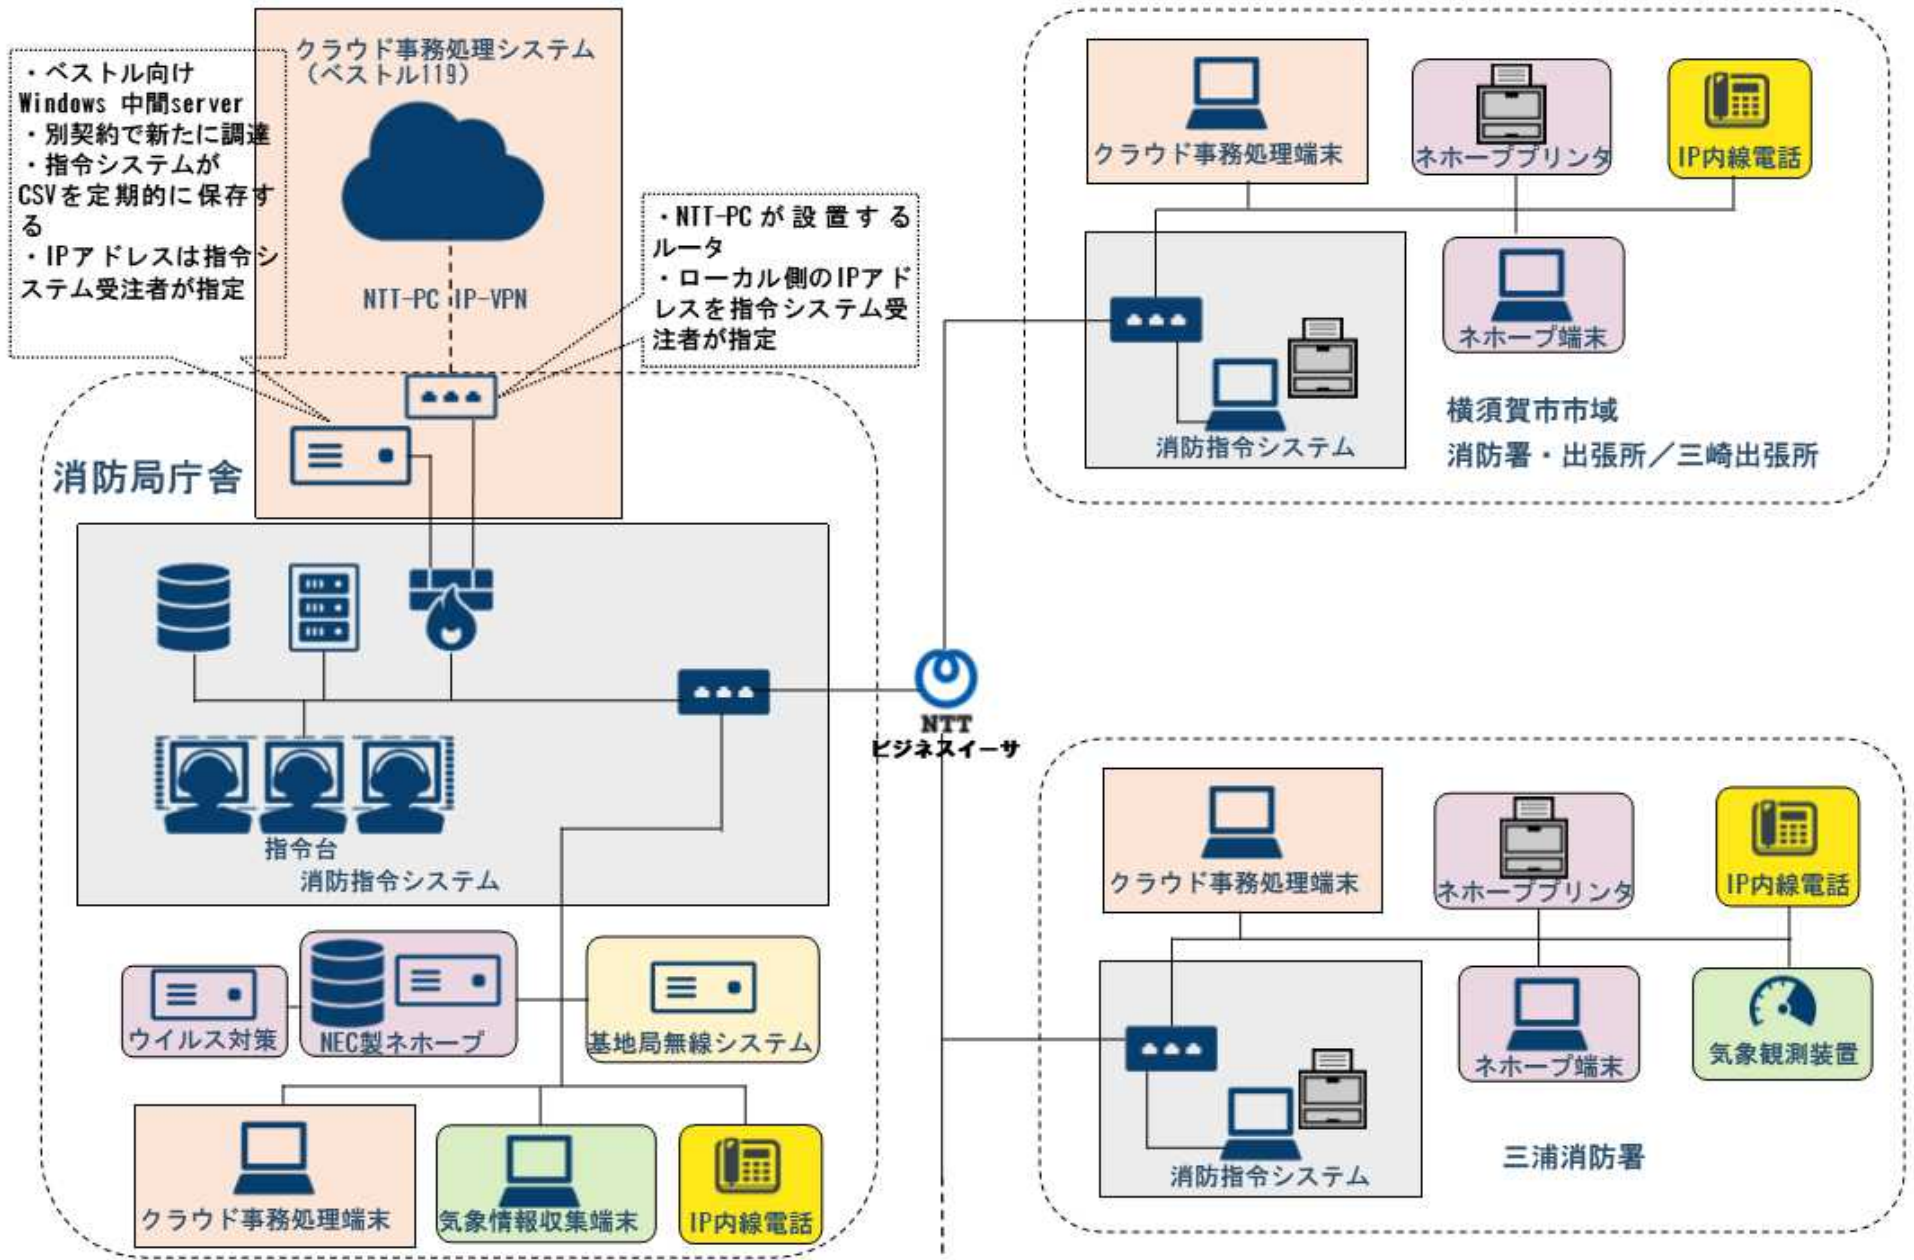 ・ベストル向け
Windows 中間server
・別契約で新たに調達
・指令システムが
CSVを定期的に保存す
る
・IPアドレスは指令シ
ステム受注者が指定
クラウド事務処理システム
（ベストル119）
NTT-PC IP-VPN
・NTT-PCが設置する
ルータ
・ローカル側のIPアド
レスを指令システム受
注者が指定
消防局庁舎
指令台
消防指令システム
ウイルス対策
NEC製ネホープ
基地局無線システム
クラウド事務処理端末
気象情報収集端末
IP内線電話
NTT
ビジネスイーサ
クラウド事務処理端末
ネホーププリンタ
IP内線電話
ネホープ端末
消防指令システム
横須賀市市域
消防署・出張所／三崎出張所
クラウド事務処理端末
ネホーププリンタ
IP内線電話
ネホープ端末
気象観測装置
消防指令システム
三浦消防署